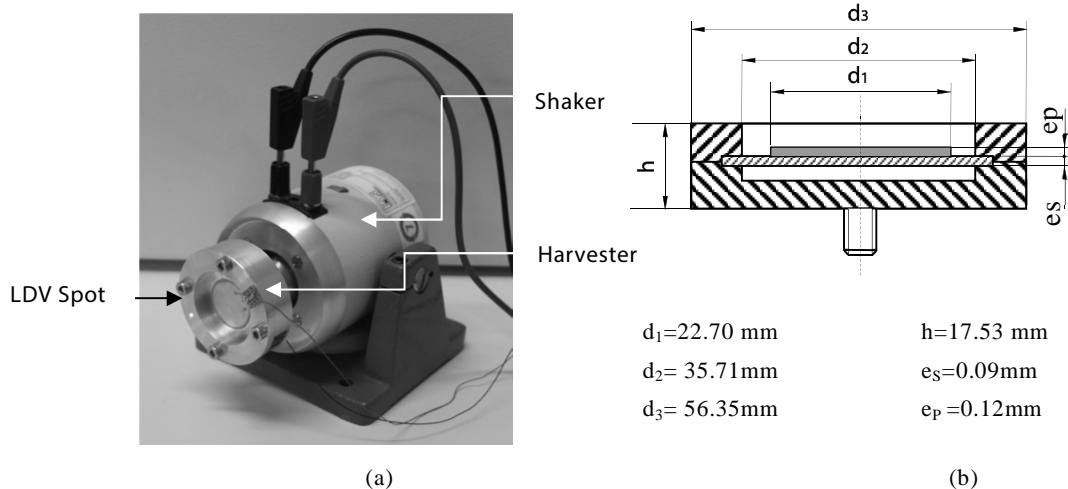 Shaker
Harvester
LDV Spot
(a)
d3
d2
d1
h
ep
es
d1=22.70 mm h=17.53 mm
d2= 35.71mm eS=0.09mm
d3= 56.35mm eP =0.12mm
(b)